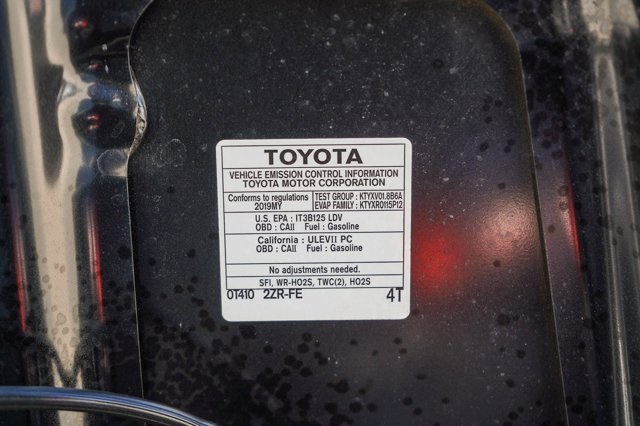 TOYOTA
VEHICLE EMISSION CONTROL INFORMATION
TOYOTA MOTOR CORPORATION
Conforms to regulations TEST GROUP : KTYXV01.8B6A
2019MY EVAP FAMILY : KTYXR0115P12
U.S. EPA : IT3B125 LDV
OBD : CAII Fuel : Gasoline
California : ULEVII PC
OBD : CAII Fuel : Gasoline
No adjustments needed.
SFI, WR-HO2S, TWC(2), HO2S
0T410 2ZR-FE 4T